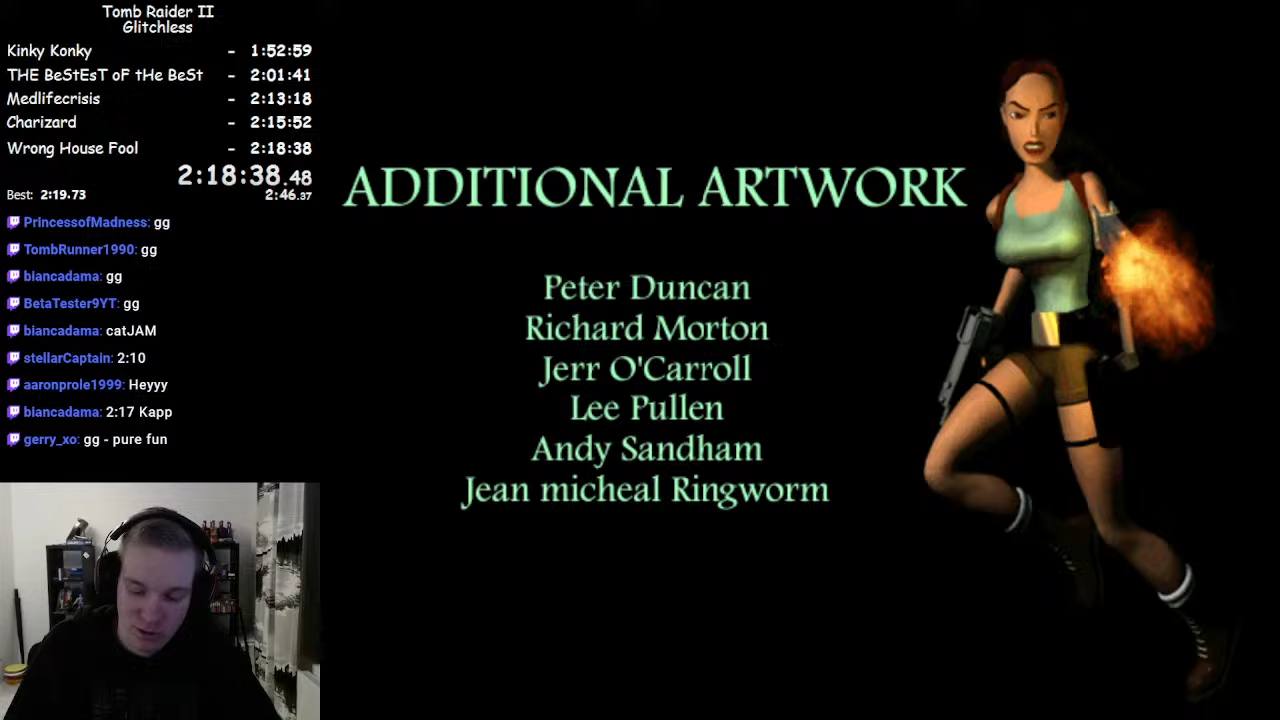 Tomb Raider II
Glitchless
Kinky Konky - 1:52:59
THE BeStEsT oF tHe BeSt - 2:01:41
Medlifecrisis - 2:13:18
Charizard - 2:15:52
Wrong House Fool - 2:18:38
2:18:38.48
Best: 2:19.73 2:46.37
PrincessofMadness: gg
TombRunner1990: gg
biancadama: gg
BetaTester9YT: gg
biancadama: catJAM
stellarCaptain: 2:10
aaronprole1999: Heyyy
biancadama: 2:17 Kapp
gerry_xo: gg - pure fun
ADDITIONAL ARTWORK
Peter Duncan
Richard Morton
Jerr O'Carroll
Lee Pullen
Andy Sandham
Jean micheal Ringworm